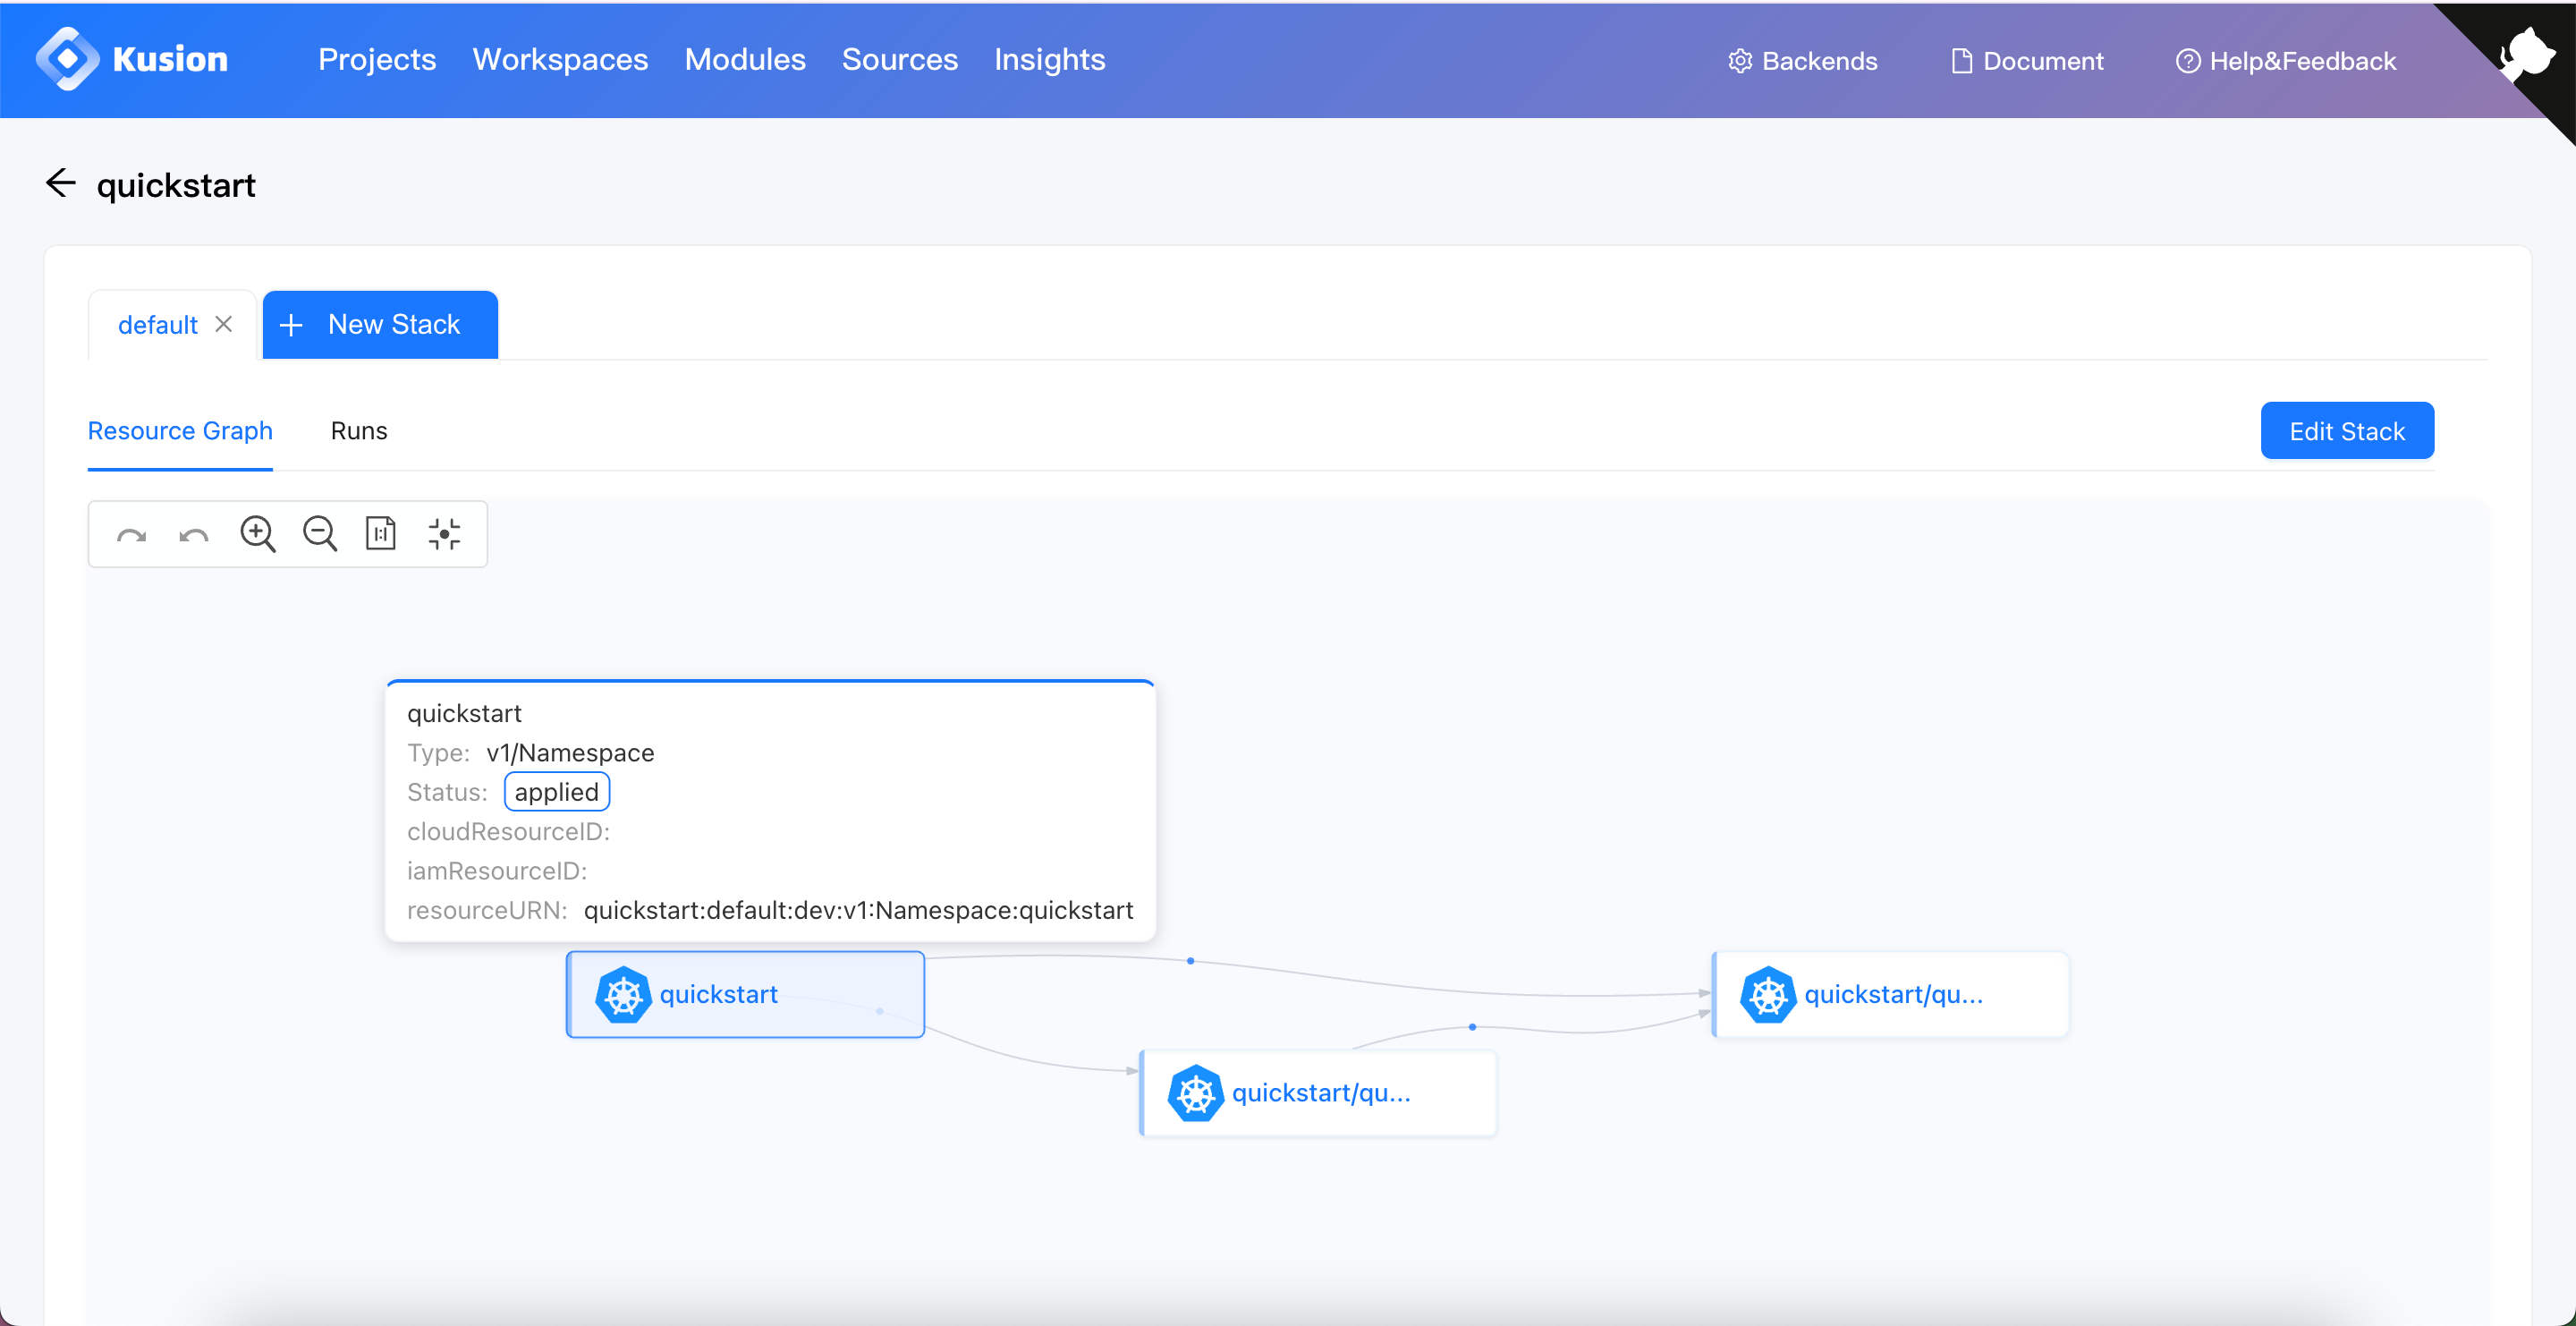 Kusion Projects Workspaces Modules Sources Insights Backends Document Help&Feedback
quickstart
default New Stack
Resource Graph Runs Edit Stack
quickstart
Type: v1/Namespace
Status: applied
cloudResourceID:
iamResourceID:
resourceURN: quickstart:default:dev:v1:Namespace:quickstart
quickstart
quickstart/qu...
quickstart/qu...